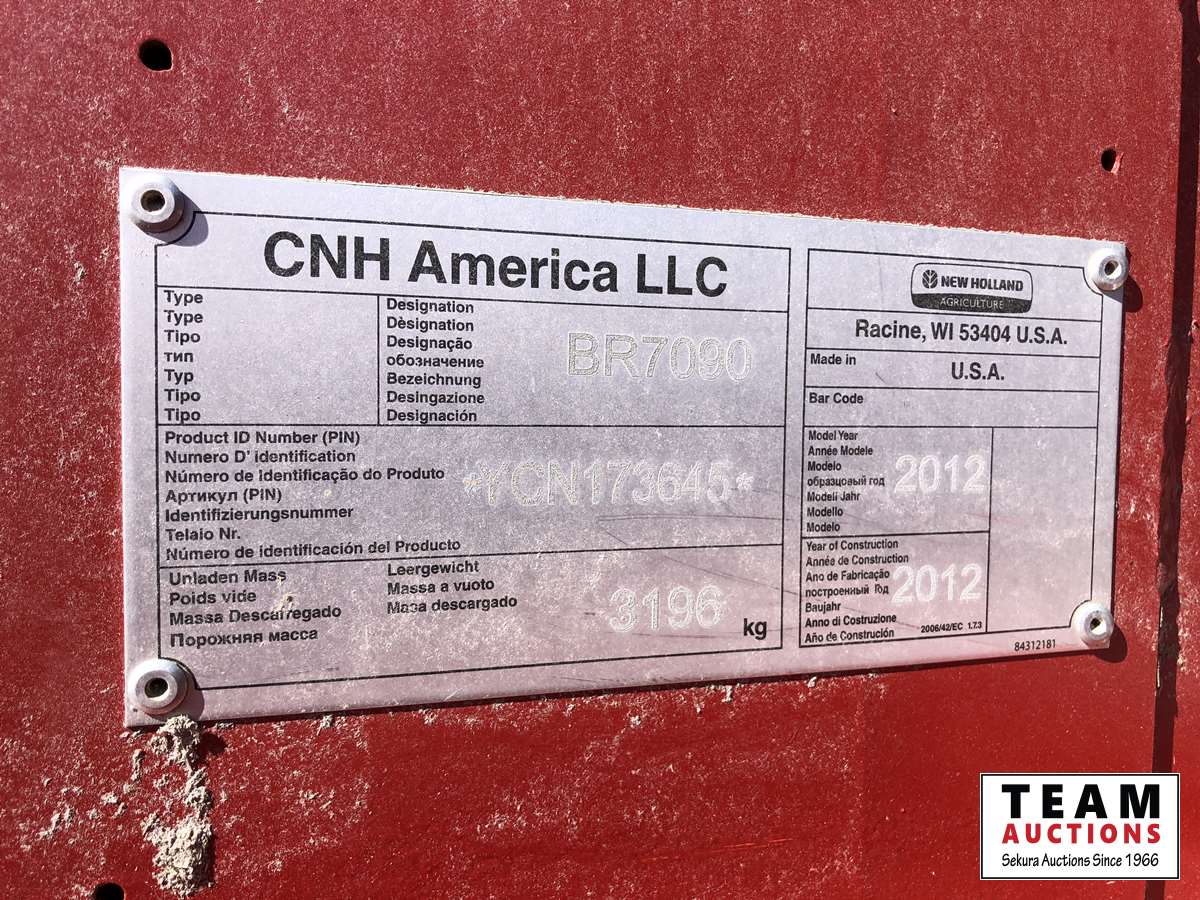 CNH America LLC
Type
Type
Tipo
тип
Typ
Tipo
Tipo
Designation
Dèsignation
Designação
обозначение
Bezeichnung
Desingazione
Designación
BR7090
Product ID Number (PIN)
Numero D' identification
Número de identificação do Produto
Артикул (PIN)
Identifizierungsnummer
Telaio Nr.
Número de identificación del Producto
*YCN173645*
Unladen Mass
Poids vide
Massa Descarregado
Порожняя масса
Leergewicht
Massa a vuoto
Masa descargado
3196
kg
NEW HOLLAND
AGRICULTURE
Racine, WI 53404 U.S.A.
Made in
U.S.A.
Bar Code
Model Year
Année Modele
Modelo
образцовый год
Modell Jahr
Modello
Modelo
2012
Year of Construction
Année de Construction
Ano de Fabricação
построенный Год
Baujahr
Anno di Costruzione
Año de Construción
2012
2006/42/EC 1.7.3
84312181
TEAM
AUCTIONS
Sekura Auctions Since 1966